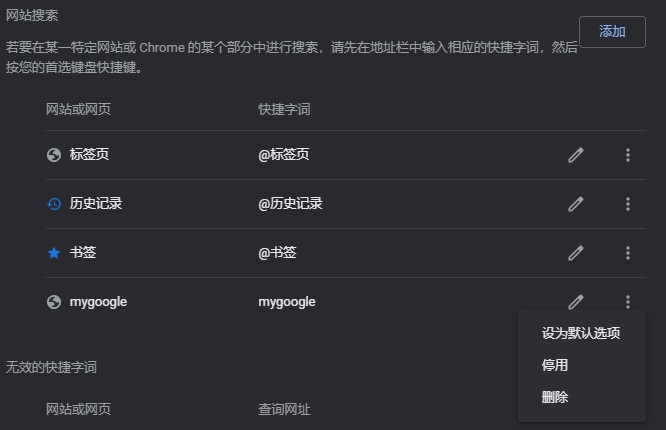 网站搜索
添加
若要在某一特定网站或 Chrome 的某个部分中进行搜索，请先在地址栏中输入相应的快捷字词，然后
按您的首选键盘快捷键。
网站或网页 快捷字词
标签页 @标签页
历史记录 @历史记录
书签 @书签
mygoogle mygoogle
设为默认选项
停用
删除
无效的快捷字词
网站或网页 查询网址